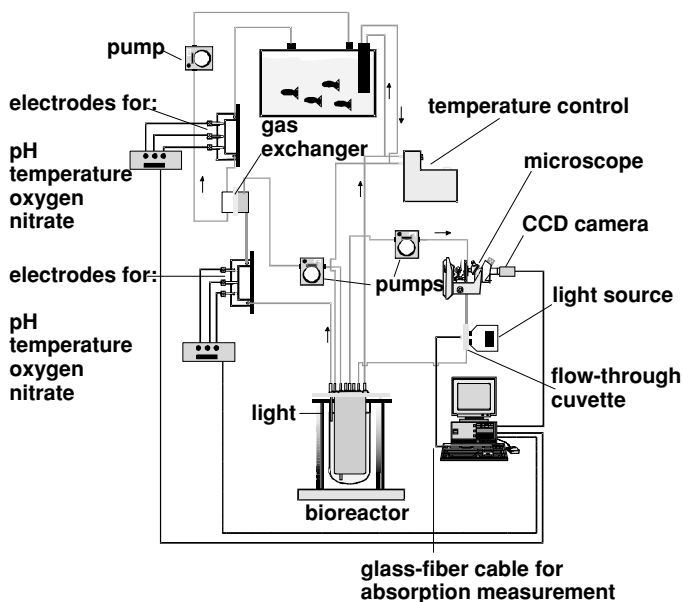 pump
electrodes for:
pH
temperature
oxygen
nitrate
gas
exchanger
temperature control
microscope
CCD camera
electrodes for:
pumps
light source
pH
temperature
oxygen
nitrate
flow-through
cuvette
light
bioreactor
glass-fiber cable for
absorption measurement